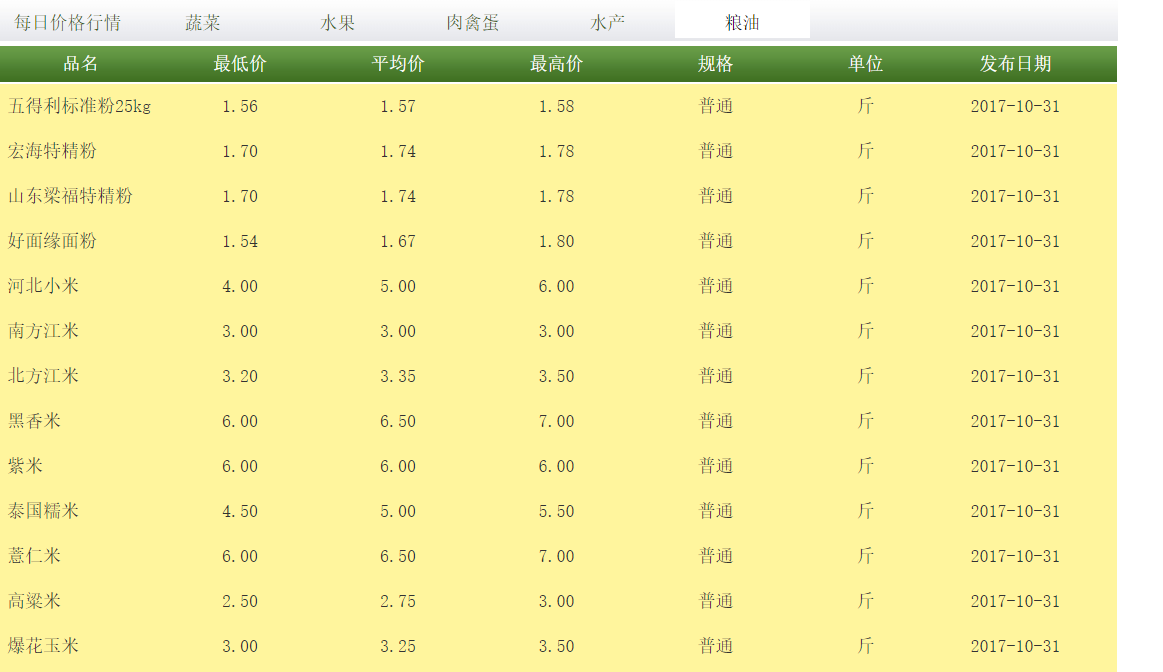 每日价格行情 蔬菜 水果 肉禽蛋 水产 粮油
品名 最低价 平均价 最高价 规格 单位 发布日期
五得利标准粉25kg 1.56 1.57 1.58 普通 斤 2017-10-31
宏海特精粉 1.70 1.74 1.78 普通 斤 2017-10-31
山东梁福特精粉 1.70 1.74 1.78 普通 斤 2017-10-31
好面缘面粉 1.54 1.67 1.80 普通 斤 2017-10-31
河北小米 4.00 5.00 6.00 普通 斤 2017-10-31
南方江米 3.00 3.00 3.00 普通 斤 2017-10-31
北方江米 3.20 3.35 3.50 普通 斤 2017-10-31
黑香米 6.00 6.50 7.00 普通 斤 2017-10-31
紫米 6.00 6.00 6.00 普通 斤 2017-10-31
泰国糯米 4.50 5.00 5.50 普通 斤 2017-10-31
薏仁米 6.00 6.50 7.00 普通 斤 2017-10-31
高粱米 2.50 2.75 3.00 普通 斤 2017-10-31
爆花玉米 3.00 3.25 3.50 普通 斤 2017-10-31